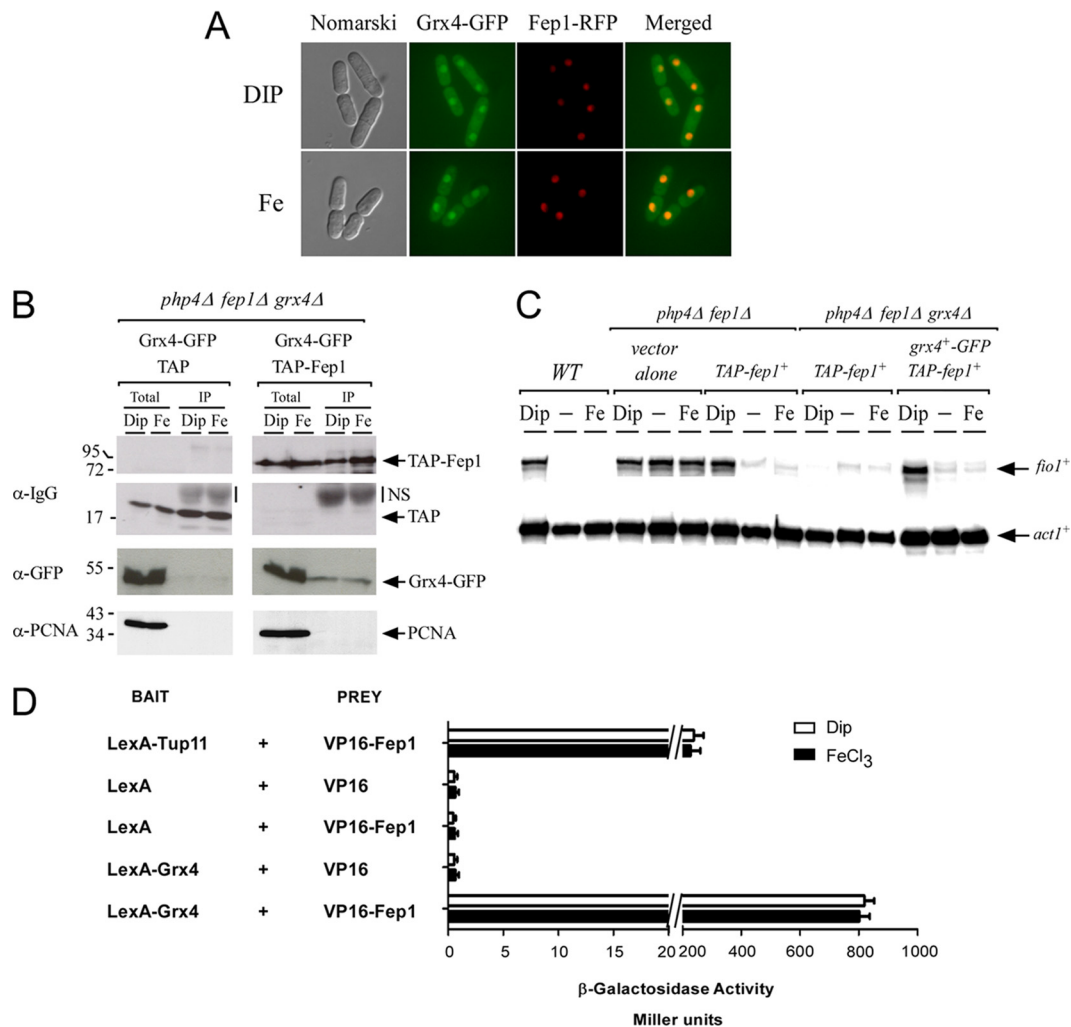 A
Nomarski Grx4-GFP Fep1-RFP Merged
DIP
Fe
B
php4Δ fep1Δ grx4Δ
Grx4-GFP Grx4-GFP
TAP TAP-Fep1
Total IP Total IP
Dip Fe Dip Fe Dip Fe Dip Fe
95
72
TAP-Fep1
α-IgG
NS
17
TAP
α-GFP
55
Grx4-GFP
α-PCNA
43
34
PCNA
C
php4Δ fep1Δ php4Δ fep1Δ grx4Δ
WT
vector
alone
TAP-fep1+
TAP-fep1+
grx4+-GFP
TAP-fep1+
Dip – Fe Dip – Fe Dip – Fe Dip – Fe Dip – Fe
fio1+
act1+
D
BAIT PREY
LexA-Tup11 + VP16-Fep1
LexA + VP16
LexA + VP16-Fep1
LexA-Grx4 + VP16
LexA-Grx4 + VP16-Fep1
Dip
FeCl3
0 5 10 15 20 200 400 600 800 1000
β-Galactosidase Activity
Miller units